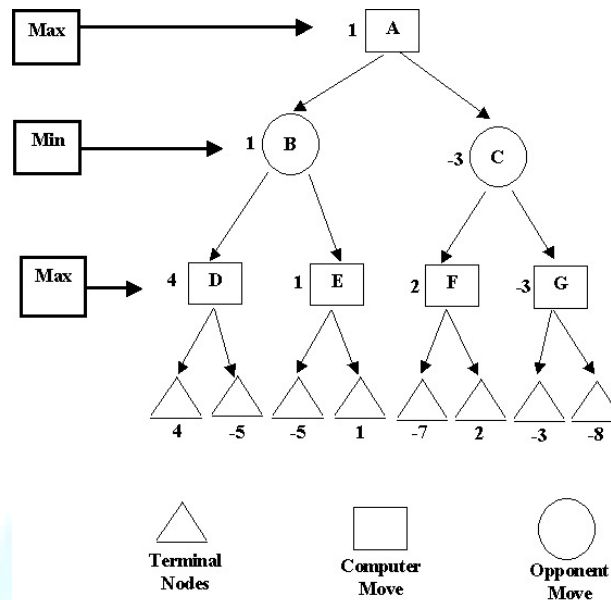 Max
1 A
Min
1 B
-3 C
Max
4 D
1 E
2 F
-3 G
4 -5 -5 1 -7 2 -3 -8
Terminal
Nodes
Computer
Move
Opponent
Move